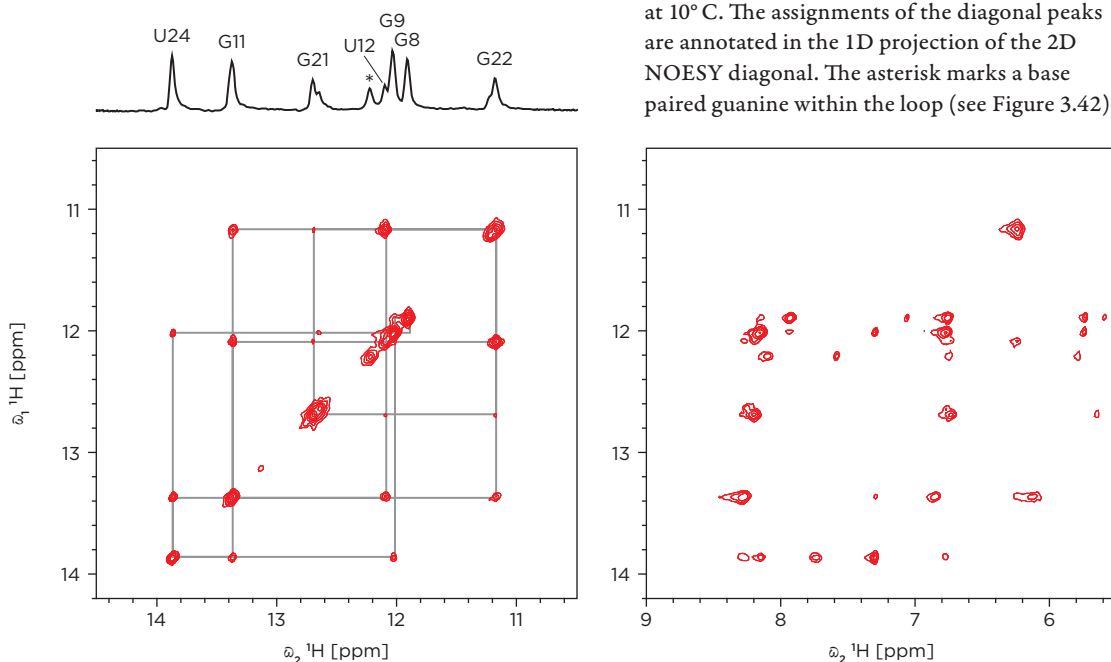 at 10° C. The assignments of the diagonal peaks
are annotated in the 1D projection of the 2D
NOESY diagonal. The asterisk marks a base
paired guanine within the loop (see Figure 3.42)
U24
G11
G21
*
U12
G9
G8
G22
11
12
13
14
ω₁ ¹H [ppm]
14
13
12
11
ω₂ ¹H [ppm]
11
12
13
14
9
8
7
6
ω₂ ¹H [ppm]